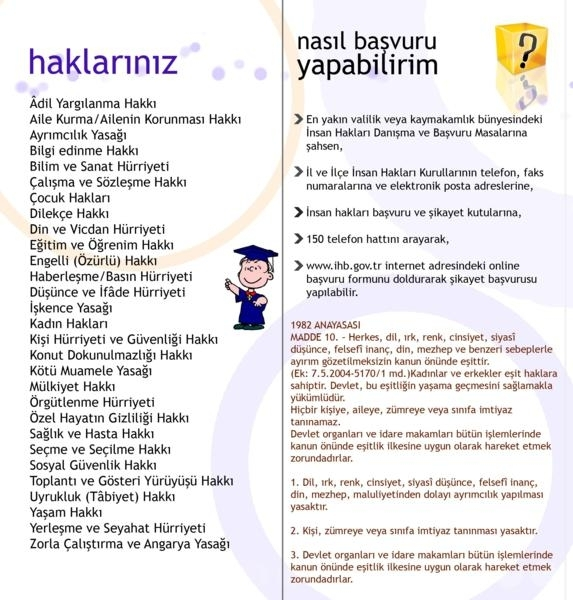 haklarınız
Âdil Yargılanma Hakkı
Aile Kurma/Ailenin Korunması Hakkı
Ayrımcılık Yasağı
Bilgi edinme Hakkı
Bilim ve Sanat Hürriyeti
Çalışma ve Sözleşme Hakkı
Çocuk Hakları
Dilekçe Hakkı
Din ve Vicdan Hürriyeti
Eğitim ve Öğrenim Hakkı
Engelli (Özürlü) Hakkı
Haberleşme/Basın Hürriyeti
Düşünce ve İfâde Hürriyeti
İşkence Yasağı
Kadın Hakları
Kişi Hürriyeti ve Güvenliği Hakkı
Konut Dokunulmazlığı Hakkı
Kötü Muamele Yasağı
Mülkiyet Hakkı
Örgütlenme Hürriyeti
Özel Hayatın Gizliliği Hakkı
Sağlık ve Hasta Hakkı
Seçme ve Seçilme Hakkı
Sosyal Güvenlik Hakkı
Toplantı ve Gösteri Yürüyüşü Hakkı
Uyrukluk (Tâbiyet) Hakkı
Yaşam Hakkı
Yerleşme ve Seyahat Hürriyeti
Zorla Çalıştırma ve Angarya Yasağı
nasıl başvuru
yapabilirim
?
En yakın valilik veya kaymakamlık bünyesindeki
İnsan Hakları Danışma ve Başvuru Masalarına
şahsen,
İl ve İlçe İnsan Hakları Kurullarının telefon, faks
numaralarına ve elektronik posta adreslerine,
İnsan hakları başvuru ve şikayet kutularına,
150 telefon hattını arayarak,
www.ihb.gov.tr internet adresindeki online
başvuru formunu doldurarak şikayet başvurusu
yapılabilir.
1982 ANAYASASI
MADDE 10. - Herkes, dil, ırk, renk, cinsiyet, siyasî
düşünce, felsefî inanç, din, mezhep ve benzeri sebeplerle
ayırım gözetilmeksizin kanun önünde eşittir.
(Ek: 7.5.2004-5170/1 md.)Kadınlar ve erkekler eşit haklara
sahiptir. Devlet, bu eşitliğin yaşama geçmesini sağlamakla
yükümlüdür.
Hiçbir kişiye, aileye, zümreye veya sınıfa imtiyaz
tanınamaz.
Devlet organları ve idare makamları bütün işlemlerinde
kanun önünde eşitlik ilkesine uygun olarak hareket etmek
zorundadırlar.
1. Dil, ırk, renk, cinsiyet, siyasî düşünce, felsefî inanç,
din, mezhep, maluliyetinden dolayı ayrımcılık yapılması
yasaktır.
2. Kişi, zümreye veya sınıfa imtiyaz tanınması yasaktır.
3. Devlet organları ve idare makamları bütün işlemlerinde
kanun önünde eşitlik ilkesine uygun olarak hareket etmek
zorundadırlar.